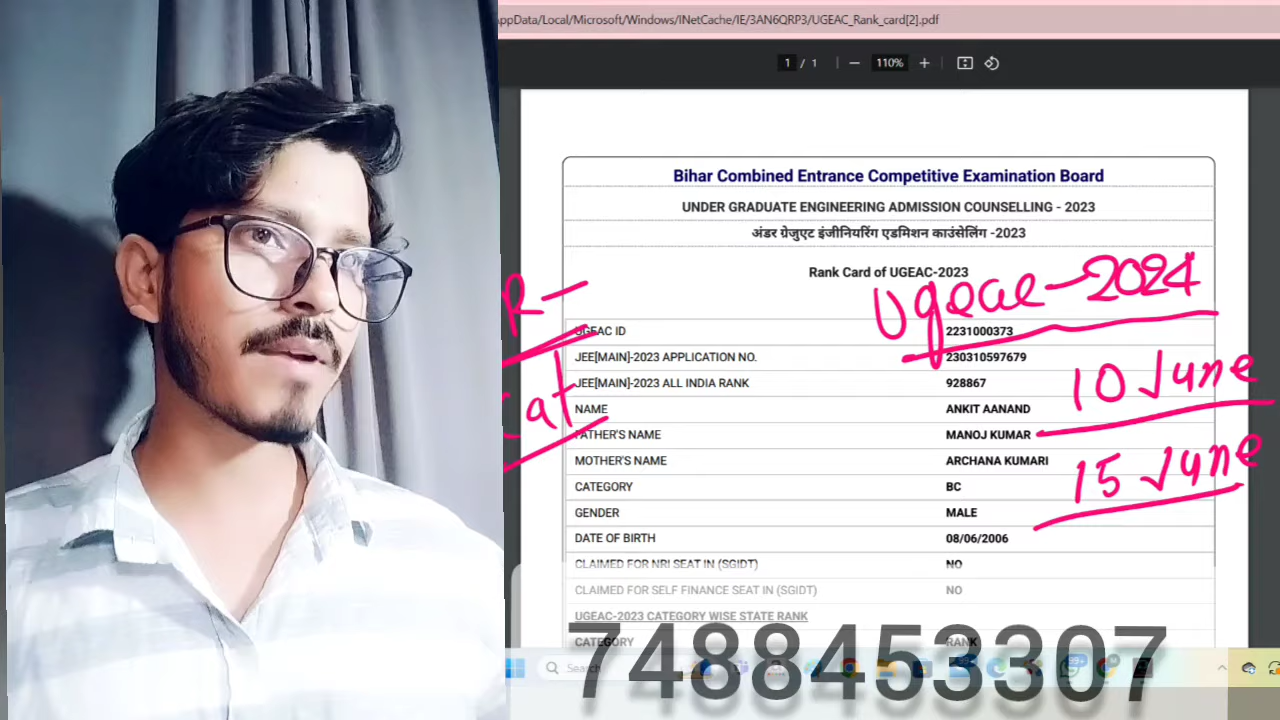 AppData/Local/Microsoft/Windows/INetCache/IE/3AN6QRP3/UGEAC_Rank_card[2].pdf
1 / 1 110%
Bihar Combined Entrance Competitive Examination Board
UNDER GRADUATE ENGINEERING ADMISSION COUNSELLING - 2023
अंडर ग्रेजुएट इंजीनियरिंग एडमिशन काउंसेलिंग -2023
Rank Card of UGEAC-2023
Ugeac - 2024
R-
UGEAC ID 2231000373
JEE[MAIN]-2023 APPLICATION NO. 230310597679
JEE[MAIN]-2023 ALL INDIA RANK 928867
10 June
NAME ANKIT AANAND
FATHER'S NAME MANOJ KUMAR
MOTHER'S NAME ARCHANA KUMARI
15 June
CATEGORY BC
GENDER MALE
DATE OF BIRTH 08/06/2006
CLAIMED FOR NRI SEAT IN (SGIDT) NO
CLAIMED FOR SELF FINANCE SEAT IN (SGIDT) NO
UGEAC-2023 CATEGORY WISE STATE RANK
CATEGORY RANK
7488453307
Search